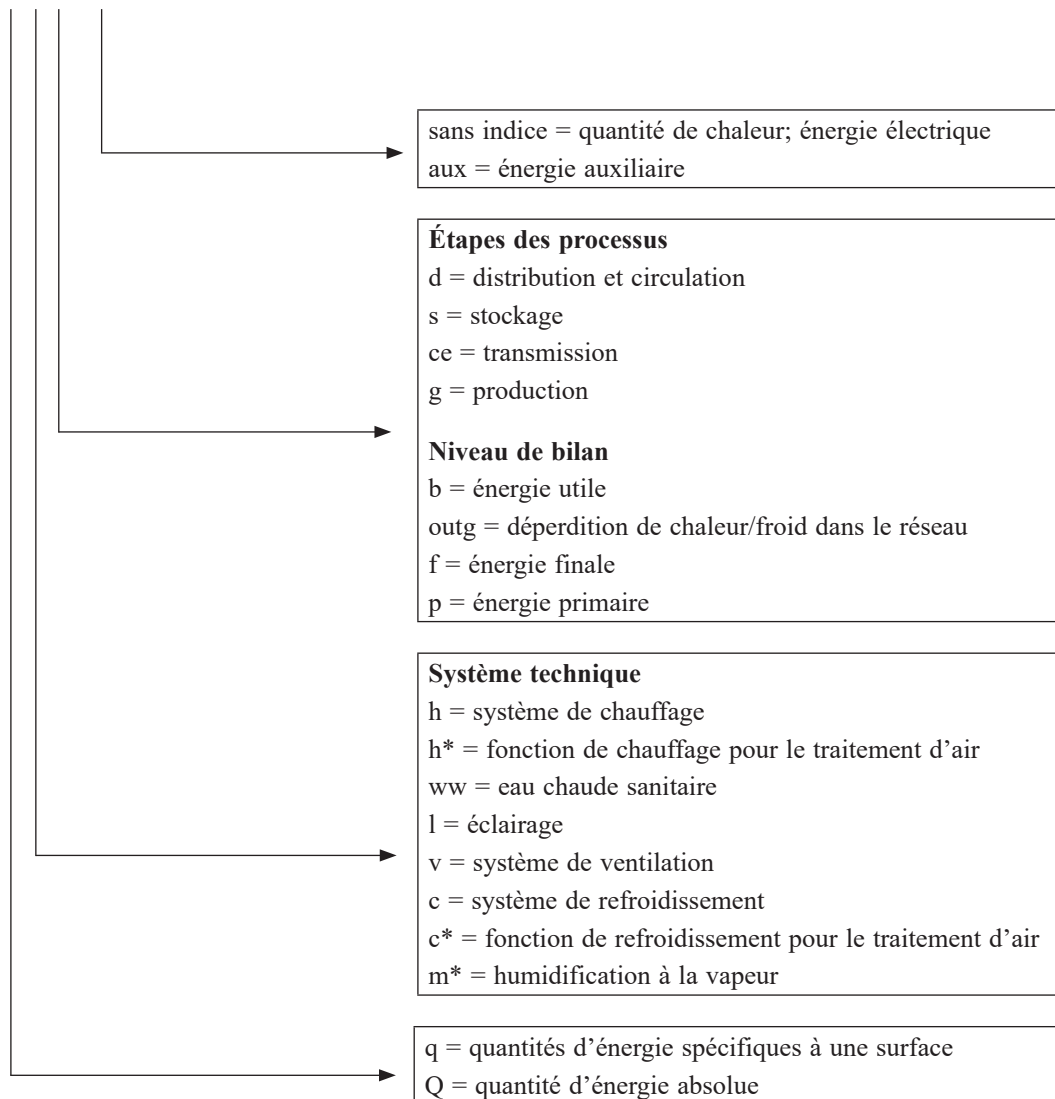 sans indice = quantité de chaleur; énergie électrique
aux = énergie auxiliaire
Étapes des processus
d = distribution et circulation
s = stockage
ce = transmission
g = production
Niveau de bilan
b = énergie utile
outg = déperdition de chaleur/froid dans le réseau
f = énergie finale
p = énergie primaire
Système technique
h = système de chauffage
h* = fonction de chauffage pour le traitement d’air
ww = eau chaude sanitaire
l = éclairage
v = système de ventilation
c = système de refroidissement
c* = fonction de refroidissement pour le traitement d’air
m* = humidification à la vapeur
q = quantités d’énergie spécifiques à une surface
Q = quantité d’énergie absolue